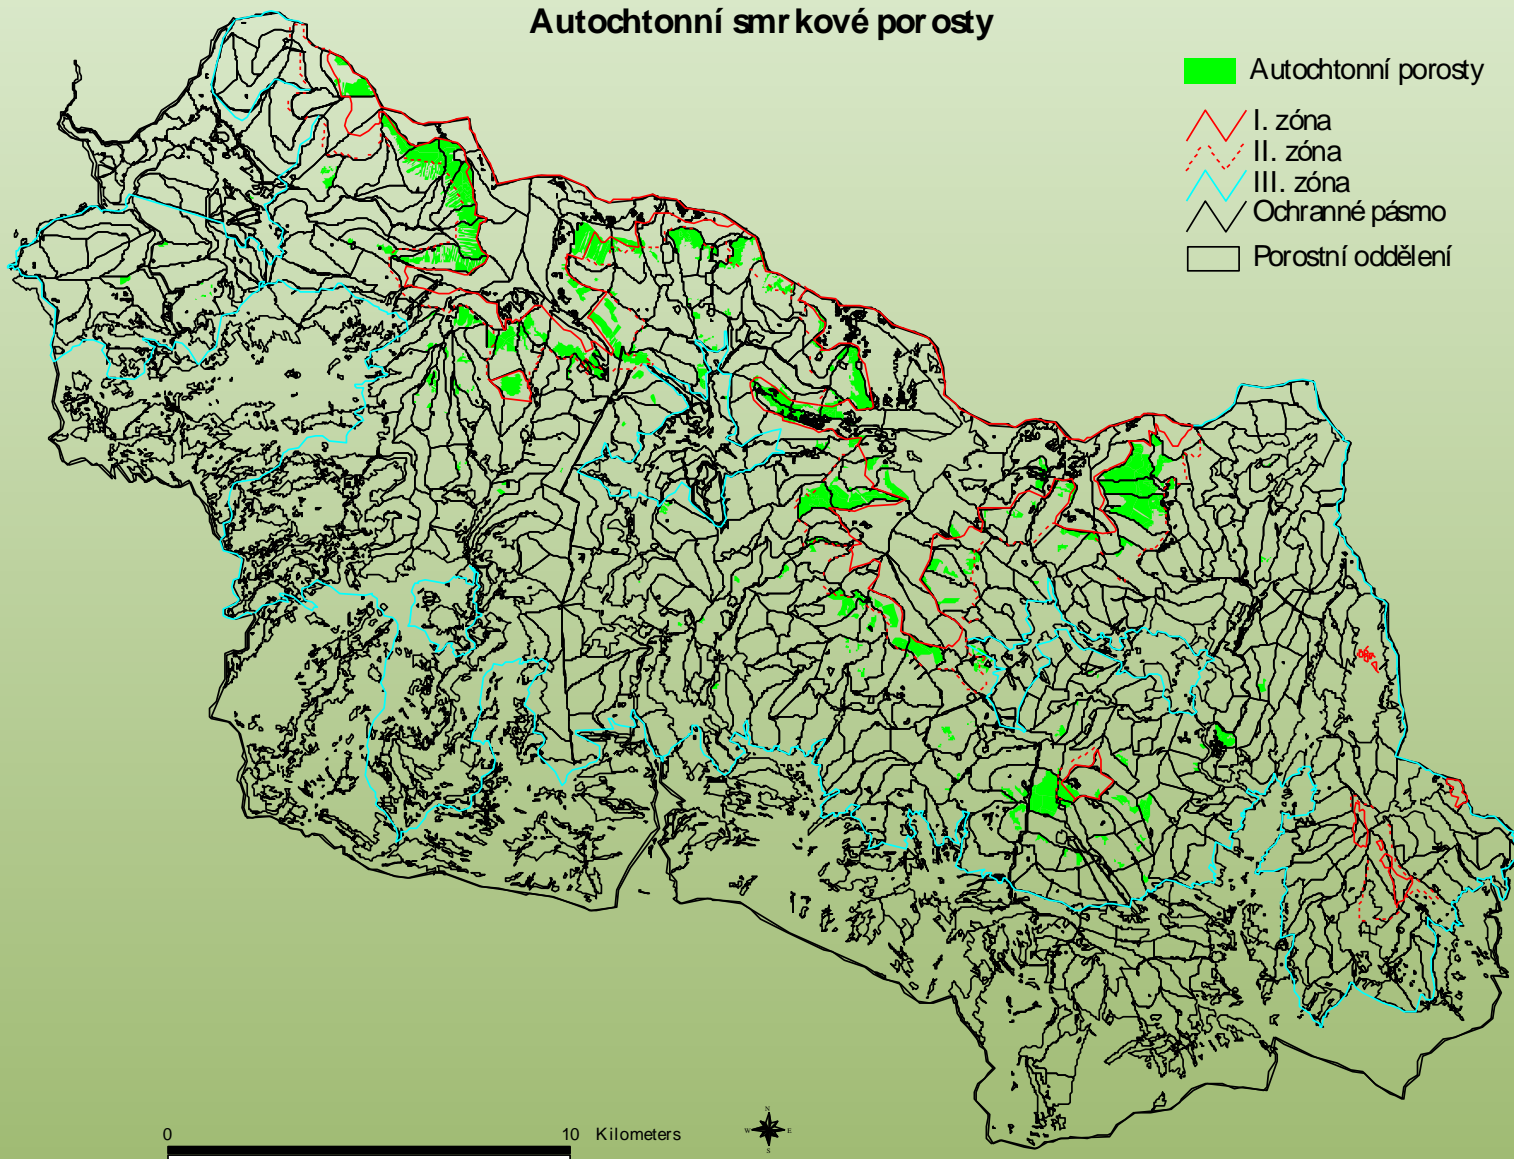 Autochtonní smrkové porosty
Autochtonní porosty
I. zóna
II. zóna
III. zóna
Ochranné pásmo
Porostní oddělení
0 10 Kilometers
N
W E
S